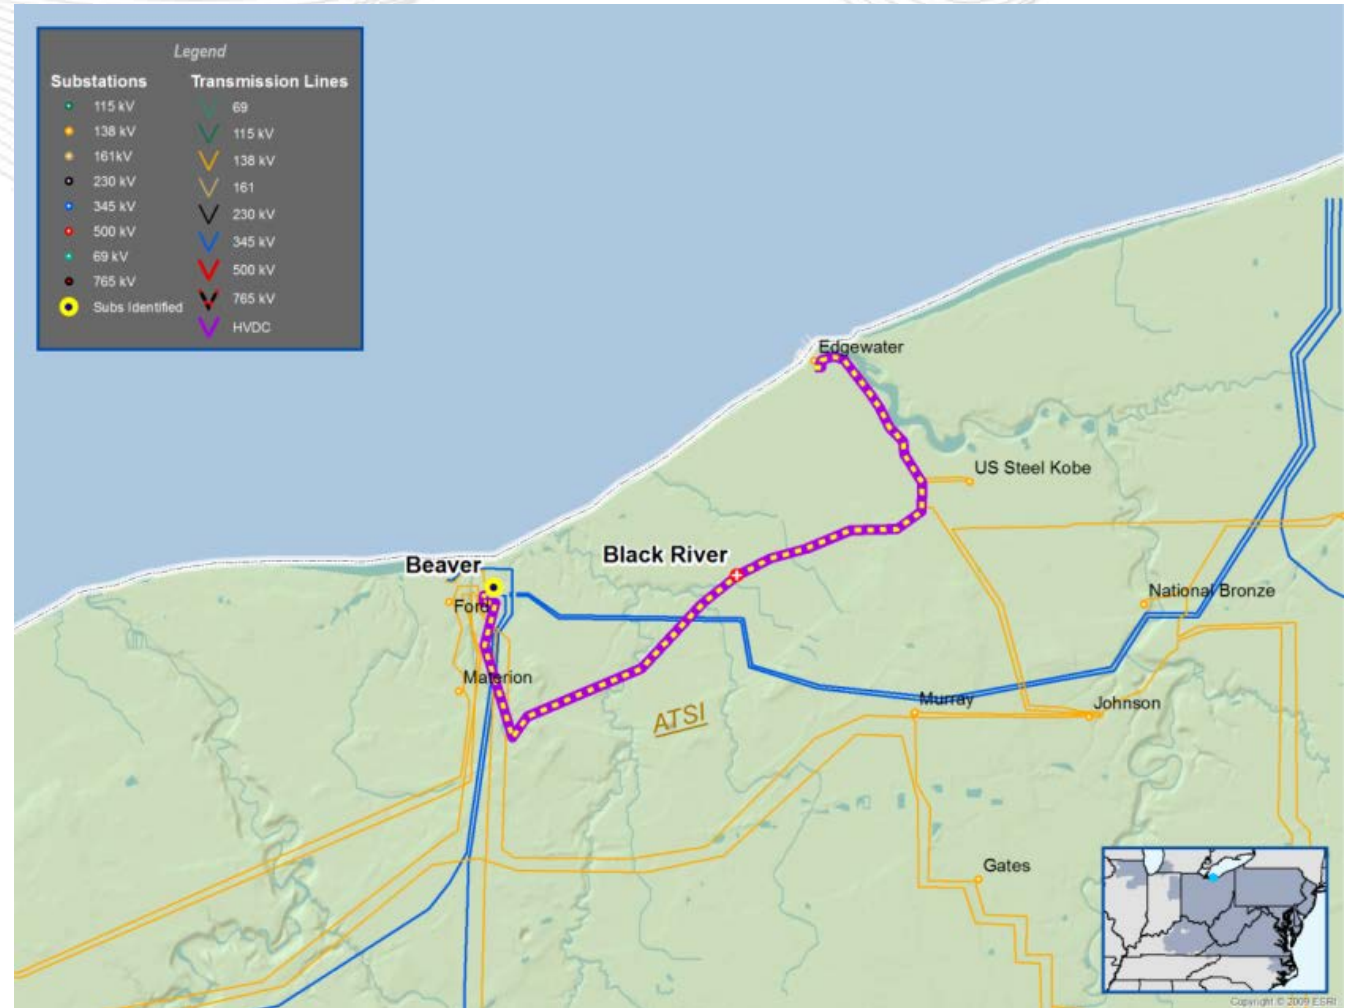 Legend
Substations
115 kV
138 kV
161kV
230 kV
345 kV
500 kV
69 kV
765 kV
Subs Identified
Transmission Lines
69
115 kV
138 kV
161
230 kV
345 kV
500 kV
765 kV
HVDC
Edgewater
US Steel Kobe
Black River
Beaver
Ford
National Bronze
Materion
ATSI
Murray
Johnson
Gates
Copyright © 2009 ESRI